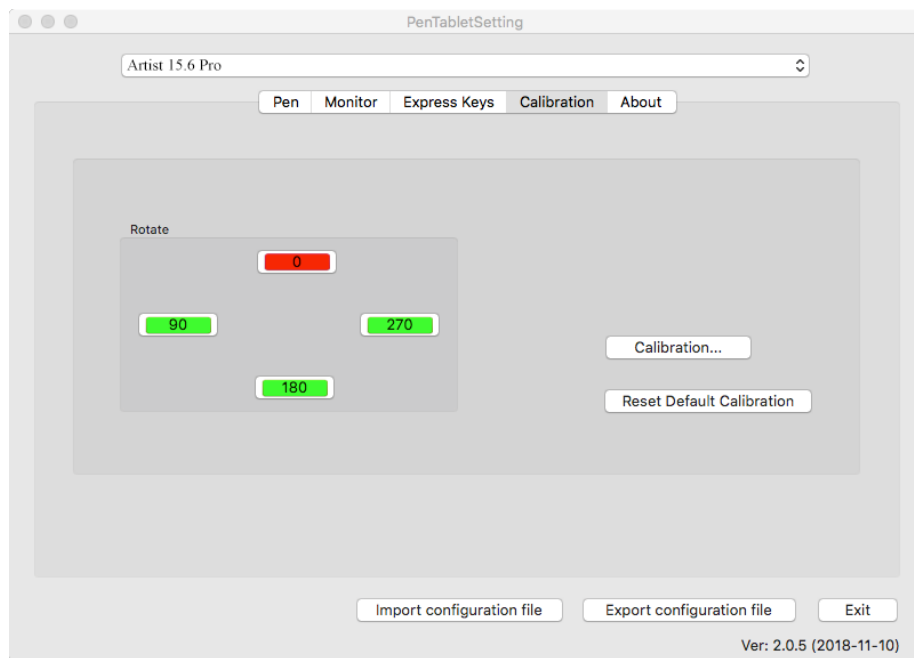 PenTabletSetting
Artist 15.6 Pro
Pen Monitor Express Keys Calibration About
Rotate
0
90 270
180
Calibration...
Reset Default Calibration
Import configuration file Export configuration file Exit
Ver: 2.0.5 (2018-11-10)